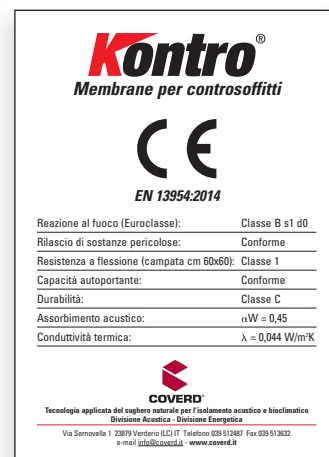 Kontro®
Membrane per controsoffitti
CE
EN 13954:2014
Reazione al fuoco (Euroclasse): Classe B s1 d0
Rilascio di sostanze pericolose: Conforme
Resistenza a flessione (campata cm 60x60): Classe 1
Capacità autoportante: Conforme
Durabilità: Classe C
Assorbimento acustico: αW = 0,45
Conduttività termica: λ = 0,044 W/m²K
COVERD®
Tecnologia applicata del sughero naturale per l'isolamento acustico e bioclimatico
Divisione Acustica - Divisione Energetica
Via Sernovella 1 23879 Verderio (LC) IT Telefono 039 512487 Fax 039 513632
e-mail info@coverd.it - www.coverd.it